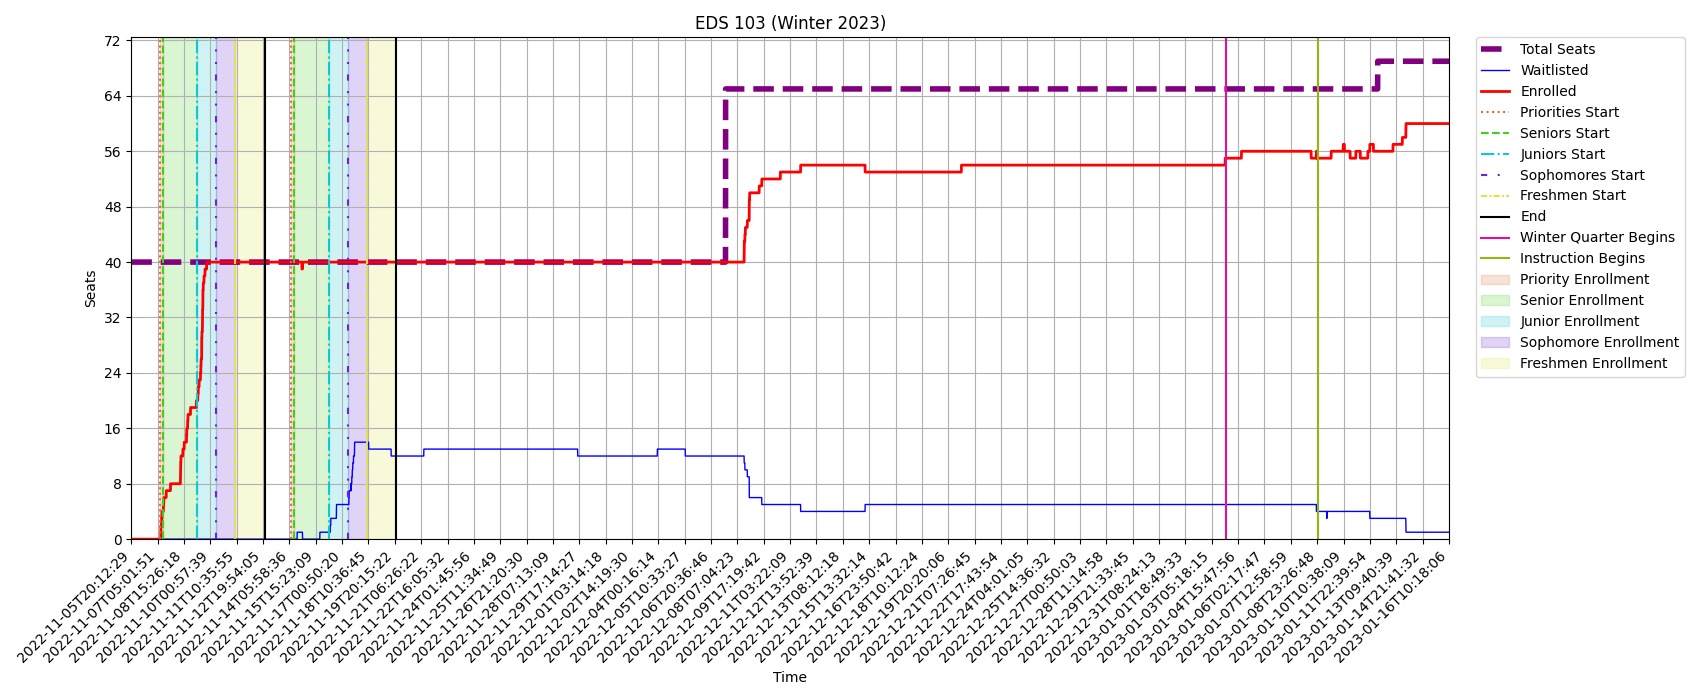 EDS 103 (Winter 2023)
72
64
56
48
40
32
24
16
8
0
Seats
2022-11-05T20:12:29
2022-11-07T05:01:51
2022-11-08T05:26:18
2022-11-10T00:57:39
2022-11-11T10:35:55
2022-11-12T19:54:05
2022-11-14T05:58:36
2022-11-15T15:23:09
2022-11-17T00:50:20
2022-11-18T10:36:45
2022-11-19T20:15:22
2022-11-21T06:26:22
2022-11-22T16:05:32
2022-11-24T01:45:56
2022-11-25T11:34:49
2022-11-26T21:20:30
2022-11-28T07:13:09
2022-11-29T17:14:27
2022-12-01T03:14:18
2022-12-02T14:19:30
2022-12-04T00:16:14
2022-12-05T10:33:27
2022-12-06T20:36:46
2022-12-08T07:04:23
2022-12-09T17:19:42
2022-12-11T03:22:09
2022-12-12T13:52:39
2022-12-13T08:12:18
2022-12-15T13:32:14
2022-12-16T23:50:42
2022-12-18T10:12:24
2022-12-19T20:20:06
2022-12-21T07:26:45
2022-12-22T17:43:54
2022-12-24T04:01:05
2022-12-25T14:36:32
2022-12-27T00:50:03
2022-12-28T11:14:58
2022-12-29T21:33:45
2022-12-31T08:24:13
2023-01-01T18:49:33
2023-01-03T05:18:15
2023-01-04T15:47:56
2023-01-06T02:17:47
2023-01-07T12:58:59
2023-01-08T23:26:48
2023-01-10T10:38:09
2023-01-11T22:39:54
2023-01-13T09:40:39
2023-01-14T21:41:32
2023-01-16T10:18:06
Time
Total Seats
Waitlisted
Enrolled
Priorities Start
Seniors Start
Juniors Start
Sophomores Start
Freshmen Start
End
Winter Quarter Begins
Instruction Begins
Priority Enrollment
Senior Enrollment
Junior Enrollment
Sophomore Enrollment
Freshmen Enrollment